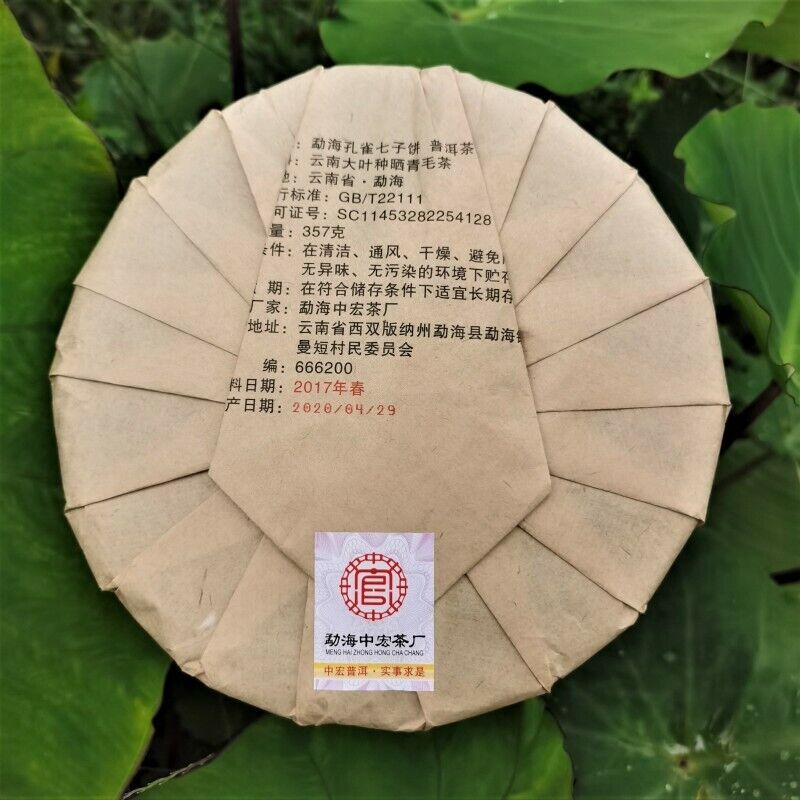 ：勐海孔雀七子饼 普洱茶
：云南大叶种晒青毛茶
：云南省·勐海
行标准：GB/T22111
可证号：SC11453282254128
量：357克
条件：在清洁、通风、干燥、避免
无异味、无污染的环境下贮存
期：在符合储存条件下适宜长期存
厂家：勐海中宏茶厂
地址：云南省西双版纳州勐海县勐海
曼短村民委员会
编：666200
料日期：2017年春
产日期：2020/04/29
勐海中宏茶厂
MENG HAI ZHONG HONG CHA CHANG
中宏普洱·实事求是